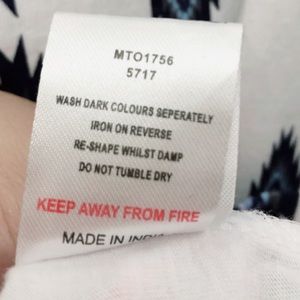 MTO1756
5717
WASH DARK COLOURS SEPERATELY
IRON ON REVERSE
RE-SHAPE WHILST DAMP
DO NOT TUMBLE DRY
KEEP AWAY FROM FIRE
MADE IN